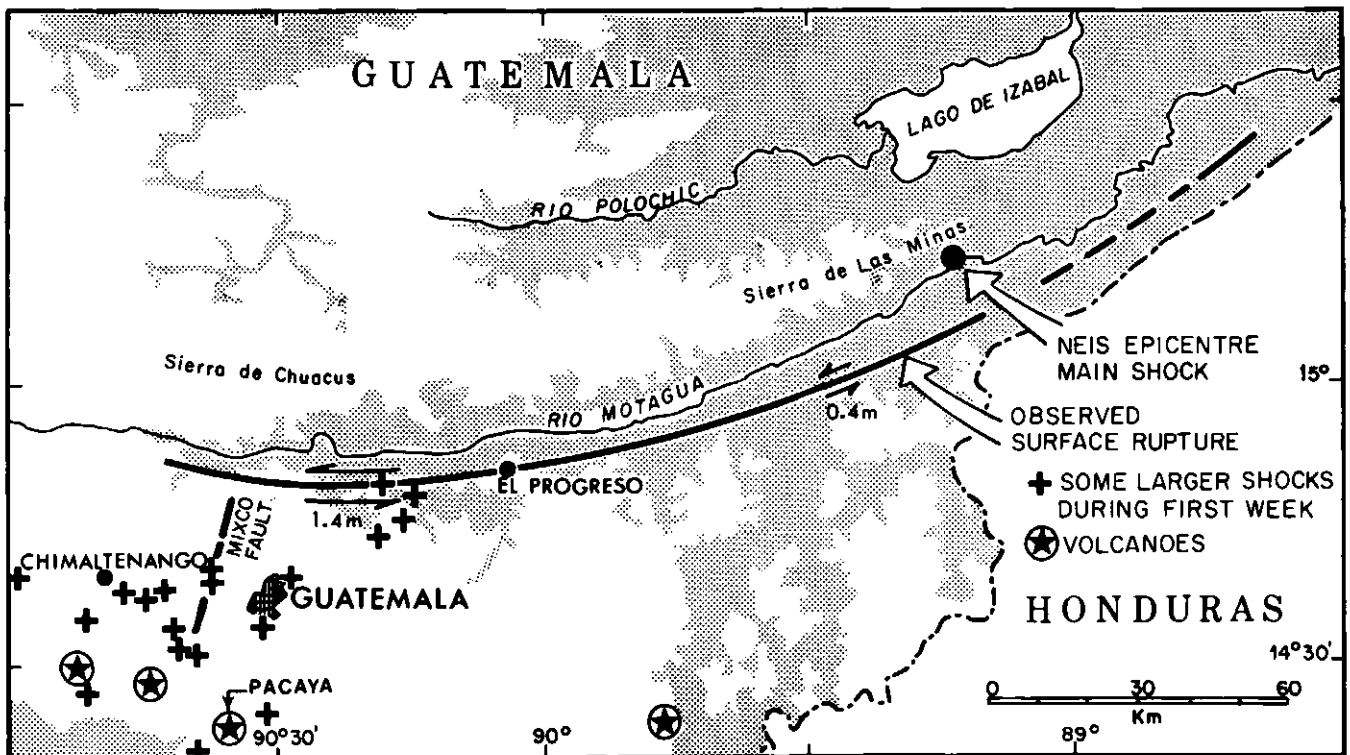 GUATEMALA
LAGO DE IZABAL
RIO POLOCHIC
Sierra de Las Minas
Sierra de Chuacus
RIO MOTAGUA
0.4m
NEIS EPICENTRE
MAIN SHOCK
15°
OBSERVED
SURFACE RUPTURE
EL PROGRESO
1.4m
MIXCO
FAULT
SOME LARGER SHOCKS
DURING FIRST WEEK
VOLCANOES
CHIMALTENANGO
GUATEMALA
HONDURAS
14°30'
PACAYA
0 30 60
Km
90°30'
90°
89°